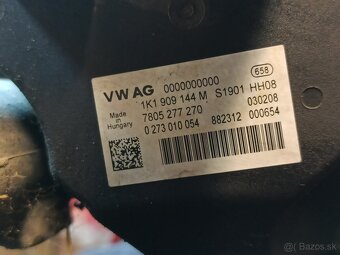 VW AG 0000000000 658
1K1 909 144 M S1901 HH08
Made in Hungary 7805 277 270 030208
0 273 010 054 882312 000654
© Bazos.sk